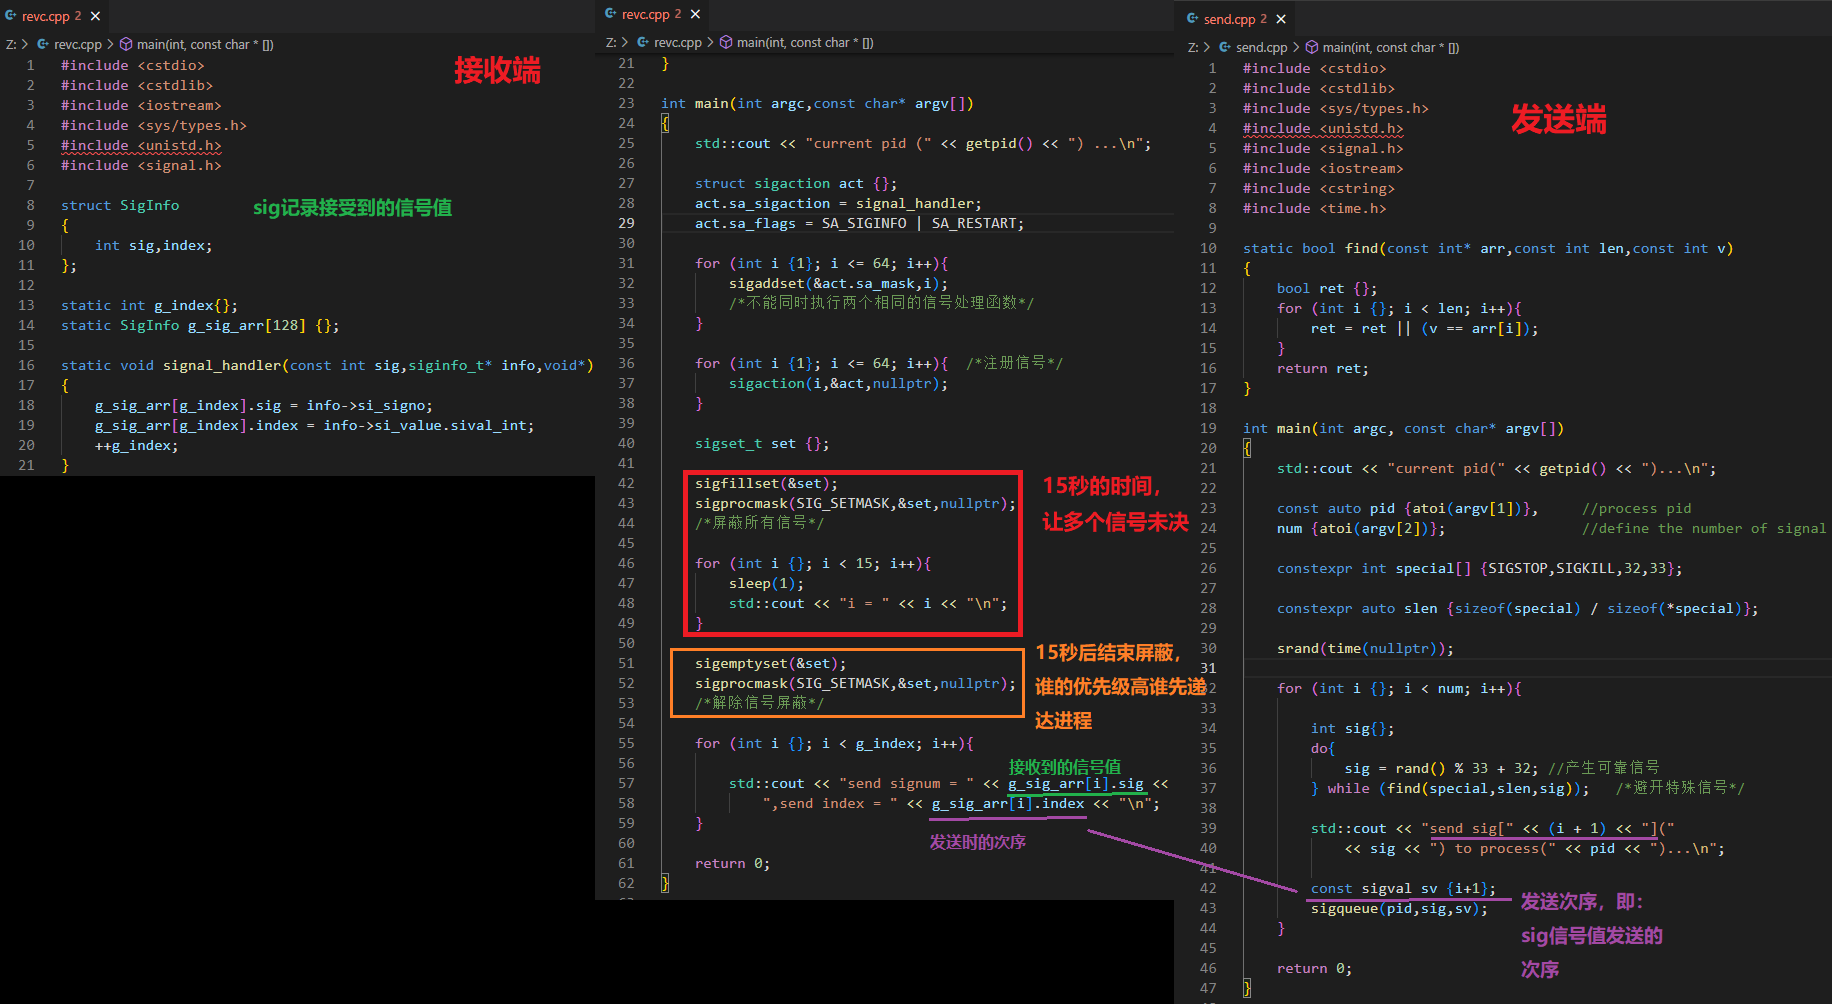 revc.cpp 2
Z: > revc.cpp > main(int, const char * [])
接收端
1 #include <cstdio>
2 #include <cstdlib>
3 #include <iostream>
4 #include <sys/types.h>
5 #include <unistd.h>
6 #include <signal.h>
7
8 struct SigInfo
sig记录接受到的信号值
9 {
10 int sig,index;
11 };
12
13 static int g_index{};
14 static SigInfo g_sig_arr[128] {};
15
16 static void signal_handler(const int sig,siginfo_t* info,void*)
17 {
18 g_sig_arr[g_index].sig = info->si_signo;
19 g_sig_arr[g_index].index = info->si_value.sival_int;
20 ++g_index;
21 }
revc.cpp 2
Z: > revc.cpp > main(int, const char * [])
21 }
22
23 int main(int argc,const char* argv[])
24 {
25 std::cout << "current pid (" << getpid() << ") ...\n";
26
27 struct sigaction act {};
28 act.sa_sigaction = signal_handler;
29 act.sa_flags = SA_SIGINFO | SA_RESTART;
30
31 for (int i {1}; i <= 64; i++){
32 sigaddset(&act.sa_mask,i);
33 /*不能同时执行两个相同的信号处理函数*/
34 }
35
36 for (int i {1}; i <= 64; i++){ /*注册信号*/
37 sigaction(i,&act,nullptr);
38 }
39
40 sigset_t set {};
41
42 sigfillset(&set);
43 sigprocmask(SIG_SETMASK,&set,nullptr);
44 /*屏蔽所有信号*/
45
46 for (int i {}; i < 15; i++){
47 sleep(1);
48 std::cout << "i = " << i << "\n";
49 }
15秒的时间，
让多个信号未决
50
51 sigemptyset(&set);
52 sigprocmask(SIG_SETMASK,&set,nullptr);
53 /*解除信号屏蔽*/
15秒后结束屏蔽，
谁的优先级高谁先递
达进程
54
55 for (int i {}; i < g_index; i++){
56
接收到的信号值
57 std::cout << "send signum = " << g_sig_arr[i].sig <<
58 ",send index = " << g_sig_arr[i].index << "\n";
59 }
发送时的次序
60
61 return 0;
62 }
send.cpp 2
Z: > send.cpp > main(int, const char * [])
发送端
1 #include <cstdio>
2 #include <cstdlib>
3 #include <sys/types.h>
4 #include <unistd.h>
5 #include <signal.h>
6 #include <iostream>
7 #include <cstring>
8 #include <time.h>
9
10 static bool find(const int* arr,const int len,const int v)
11 {
12 bool ret {};
13 for (int i {}; i < len; i++){
14 ret = ret || (v == arr[i]);
15 }
16 return ret;
17 }
18
19 int main(int argc, const char* argv[])
20 {
21 std::cout << "current pid(" << getpid() << ")...\n";
22
23 const auto pid {atoi(argv[1])}, //process pid
24 num {atoi(argv[2])}; //define the number of signal
25
26 constexpr int special[] {SIGSTOP,SIGKILL,32,33};
27
28 constexpr auto slen {sizeof(special) / sizeof(*special)};
29
30 srand(time(nullptr));
31
32 for (int i {}; i < num; i++){
33
34 int sig{};
35 do{
36 sig = rand() % 33 + 32; //产生可靠信号
37 } while (find(special,slen,sig)); /*避开特殊信号*/
38
39 std::cout << "send sig[" << (i + 1) << "]("
40 << sig << ") to process(" << pid << ")...\n";
41
42 const sigval sv {i+1};
43 sigqueue(pid,sig,sv);
44 }
发送次序，即：
sig信号值发送的
次序
45
46 return 0;
47 }